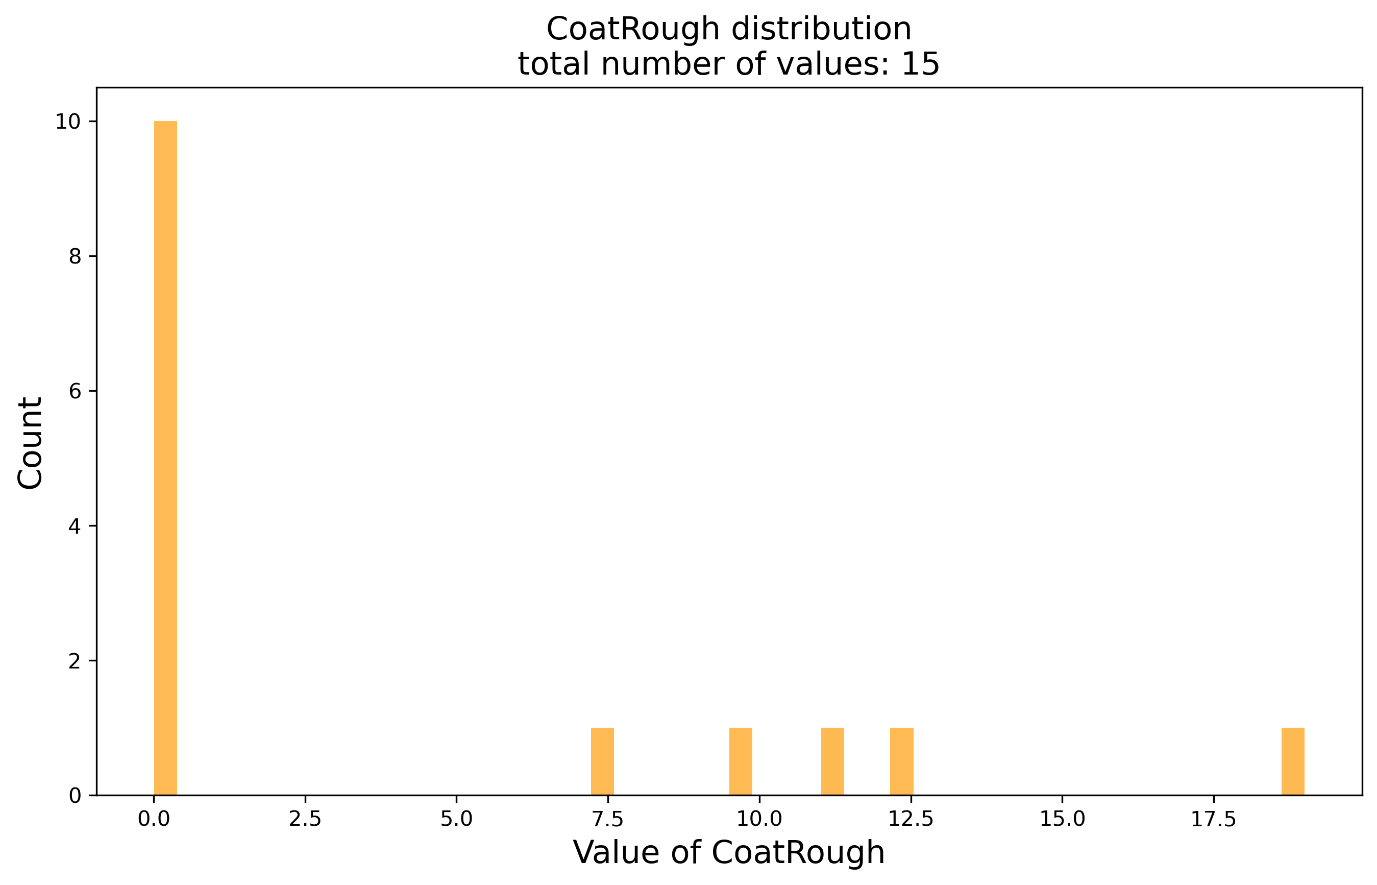 CoatRough distribution
total number of values: 15
10
8
6
4
2
0
Count
0.0 2.5 5.0 7.5 10.0 12.5 15.0 17.5
Value of CoatRough